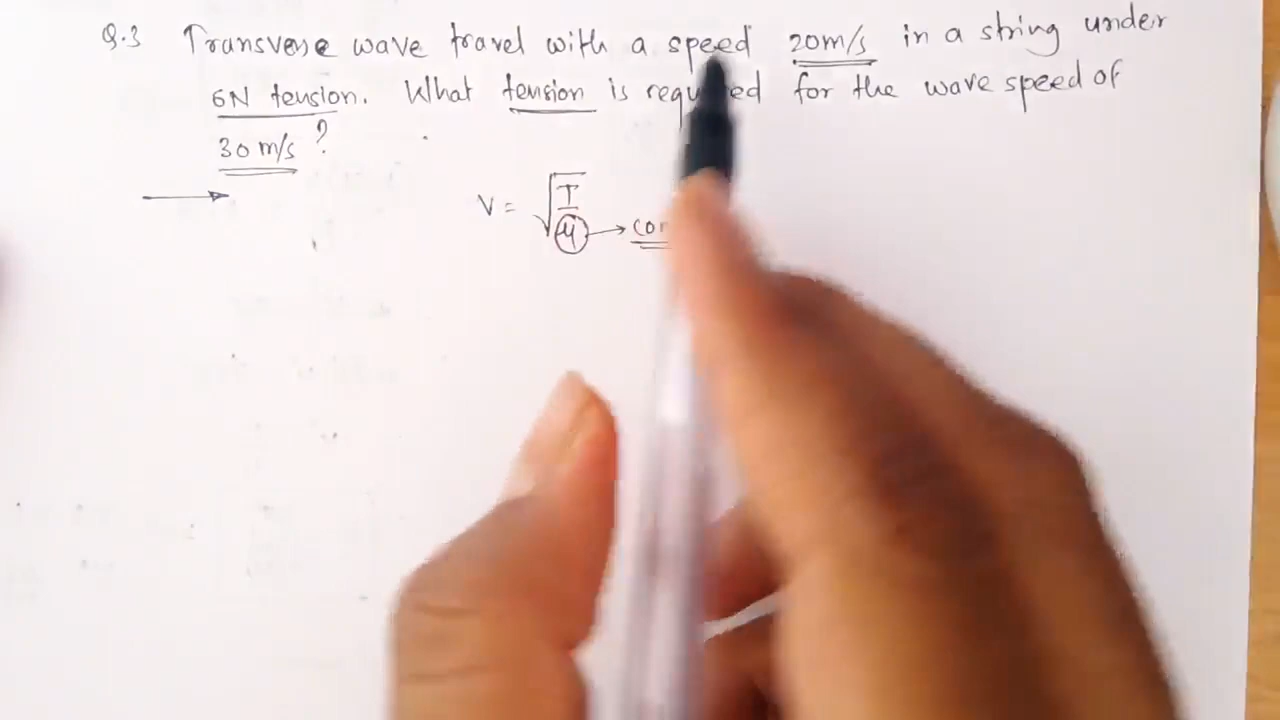 Q.3 Transverse wave travel with a speed 20m/s in a string under
6N tension. What tension is for the wave speed of
30 m/s ?
V = √T/μ →